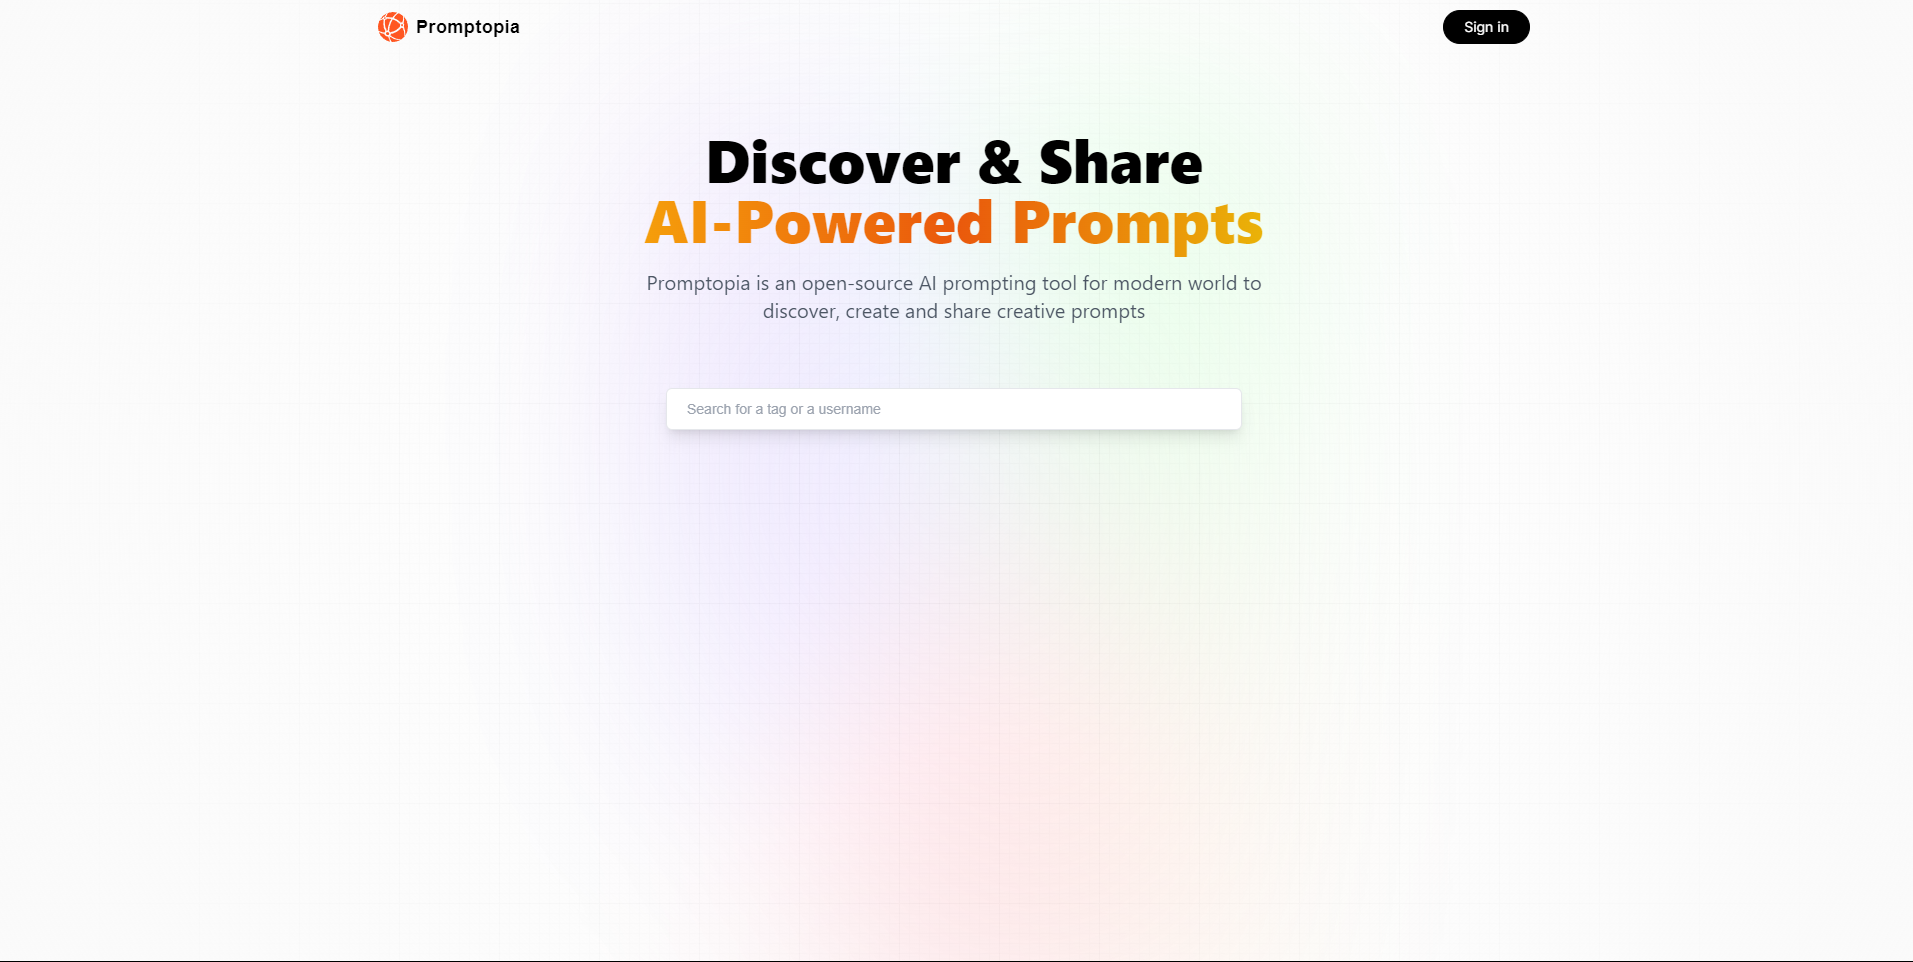 Promptopia
Sign in
Discover & Share
AI-Powered Prompts
Promptopia is an open-source AI prompting tool for modern world to
discover, create and share creative prompts
Search for a tag or a username